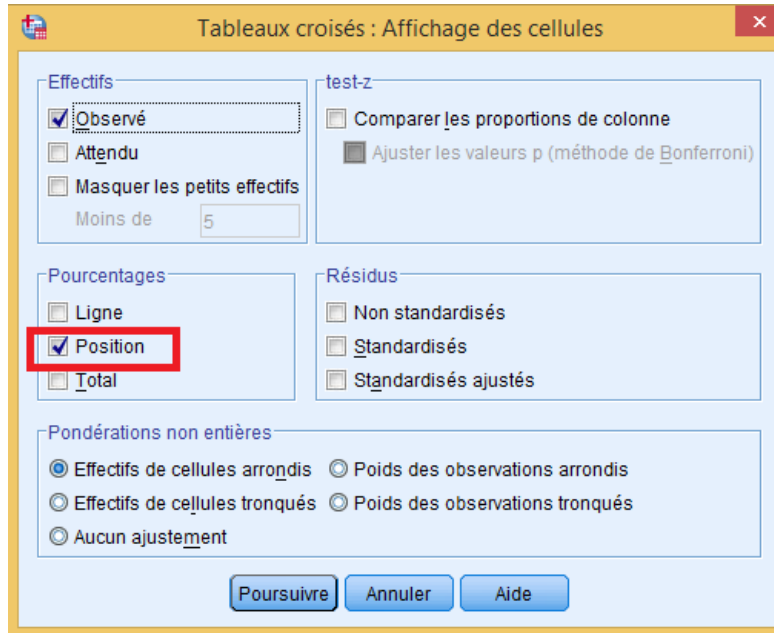 Tableaux croisés : Affichage des cellules
Effectifs
Observé
Attendu
Masquer les petits effectifs
Moins de 5
test-z
Comparer les proportions de colonne
Ajuster les valeurs p (méthode de Bonferroni)
Pourcentages
Ligne
Position
Total
Résidus
Non standardisés
Standardisés
Standardisés ajustés
Pondérations non entières
Effectifs de cellules arrondis Poids des observations arrondis
Effectifs de cellules tronqués Poids des observations tronqués
Aucun ajustement
Poursuivre Annuler Aide